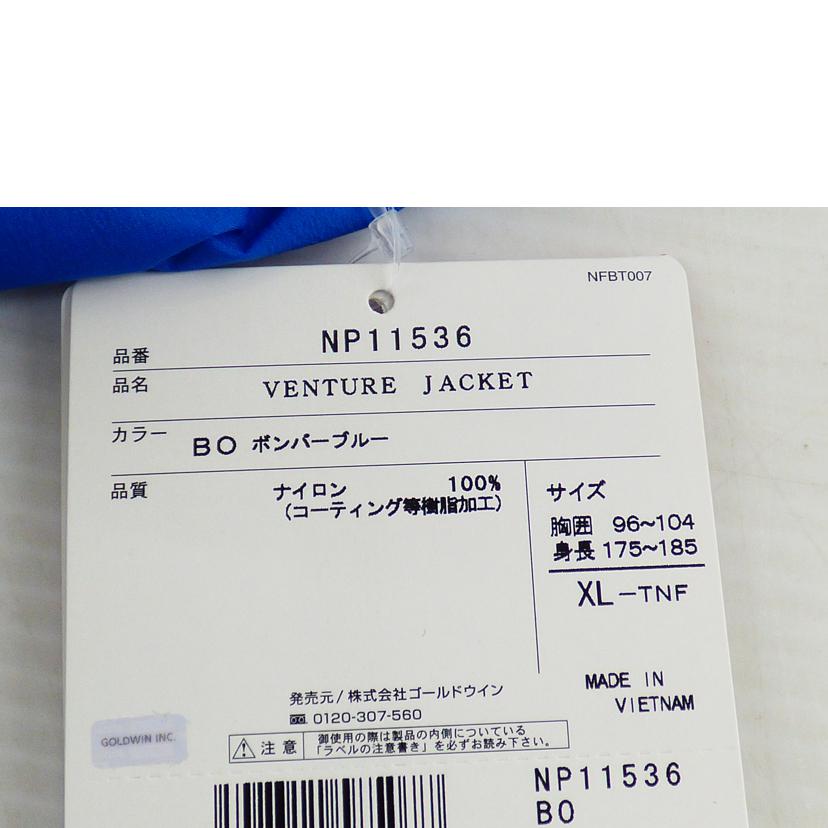 NFBT007
品番 NP11536
品名 VENTURE JACKET
カラー BO ボンバーブルー
品質 ナイロン 100%
(コーティング等樹脂加工)
サイズ
胸囲 96~104
身長 175~185
XL-TNF
MADE IN
VIETNAM
発売元/株式会社ゴールドウイン
0120-307-560
GOLDWIN INC.
注意 御使用の際は製品の内側についている
「ラベルの注意書き」を必ずお読み下さい。
NP11536
BO